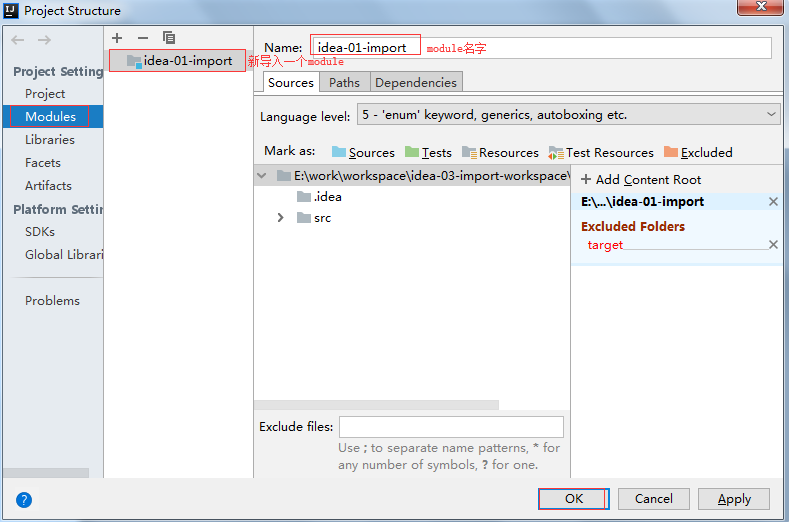 Project Structure
Project Setting
Project
Modules
Libraries
Facets
Artifacts
Platform Settin
SDKs
Global Librari
Problems
idea-01-import 新导入一个module
Name: idea-01-import module名字
Sources Paths Dependencies
Language level: 5 - 'enum' keyword, generics, autoboxing etc.
Mark as: Sources Tests Resources Test Resources Excluded
E:\work\workspace\idea-03-import-workspace\
.idea
src
+ Add Content Root
E:\...\idea-01-import
Excluded Folders
target
Exclude files:
Use ; to separate name patterns, * for
any number of symbols, ? for one.
?
OK Cancel Apply